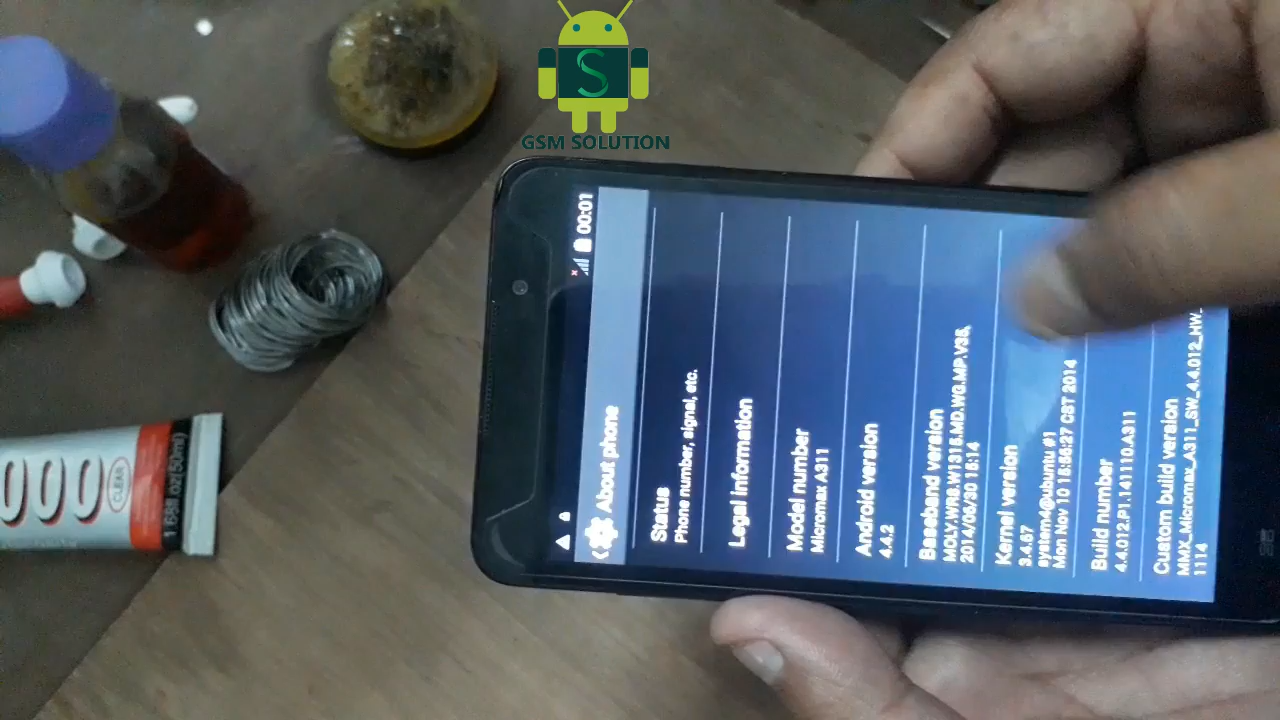 GSM SOLUTION
S
00:01
About phone
Status
Phone number, signal, etc.
Legal information
Model number
Micromax A311
Android version
4.4.2
Baseband version
MOLY.WR8.W1315.MD.WG.MP.V35,
2014/06/30 15:14
Kernel version
3.4.67
system4@ubuntu #1
Mon Nov 10 15:56:27 CST 2014
Build number
4.4.012.P1.141110.A311
Custom build version
MMX_Micromax_A311_SW_4.4.012_HW_
1114
000
CLEAR
1.69fl.oz(50ml)